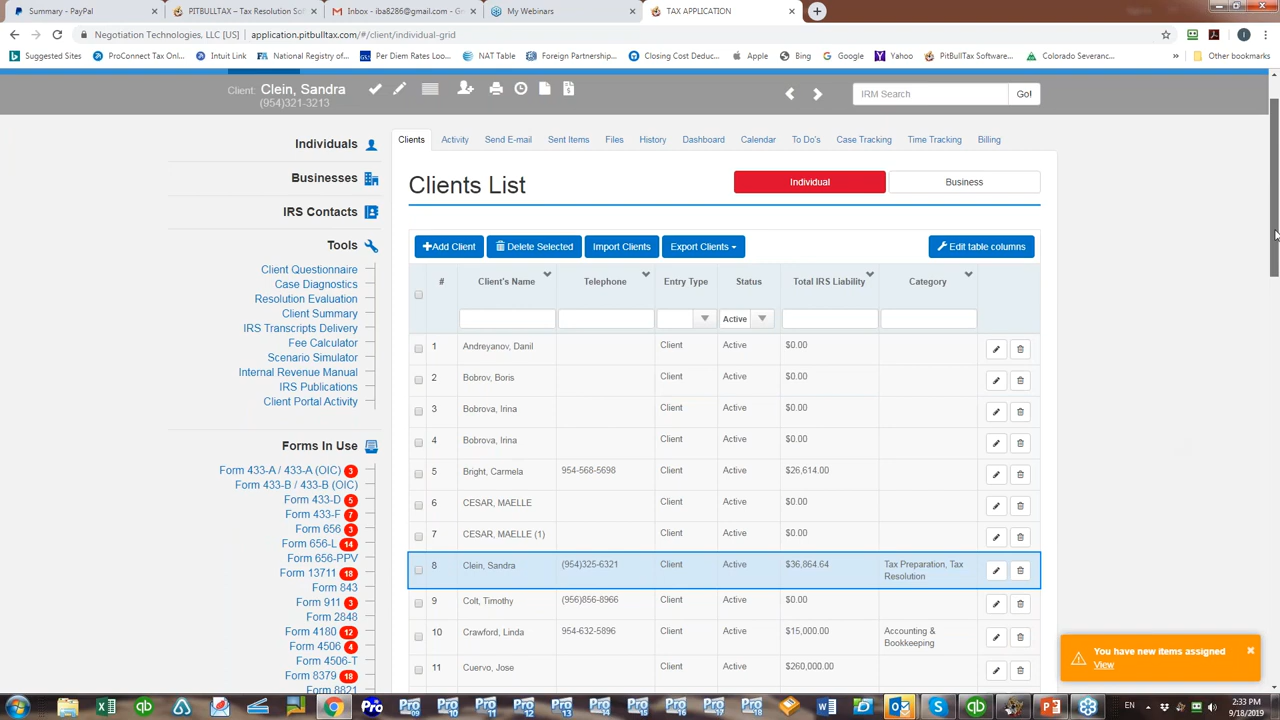 Summary - PayPal
PITBULLTAX – Tax Resolution Sof
Inbox - iba8286@gmail.com - Gr
My Webinars
TAX APPLICATION
Negotiation Technologies, LLC [US] | application.pitbulltax.com/#/client/individual-grid
Suggested Sites
ProConnect Tax Onl...
Intuit Link
National Registry of...
Per Diem Rates Loo...
NAT Table
Foreign Partnership...
Closing Cost Deduc...
Apple
Bing
Google
Yahoo
PitBullTax Software...
Colorado Severanc...
Other bookmarks
Client: Clein, Sandra
(954)321-3213
IRM Search
Go!
Individuals
Businesses
IRS Contacts
Tools
Client Questionnaire
Case Diagnostics
Resolution Evaluation
Client Summary
IRS Transcripts Delivery
Fee Calculator
Scenario Simulator
Internal Revenue Manual
IRS Publications
Client Portal Activity
Forms In Use
Form 433-A / 433-A (OIC) 3
Form 433-B / 433-B (OIC)
Form 433-D 5
Form 433-F 7
Form 656 3
Form 656-L 14
Form 656-PPV
Form 13711 18
Form 843
Form 911 3
Form 2848
Form 4180 12
Form 4506 4
Form 4506-T
Form 8379 18
Form 8821
Clients Activity Send E-mail Sent Items Files History Dashboard Calendar To Do's Case Tracking Time Tracking Billing
Clients List
Individual
Business
Add Client
Delete Selected
Import Clients
Export Clients
Edit table columns
# Client's Name Telephone Entry Type Status Total IRS Liability Category
Active
1 Andreyanov, Danil Client Active $0.00
2 Bobrov, Boris Client Active $0.00
3 Bobrova, Irina Client Active $0.00
4 Bobrova, Irina Client Active $0.00
5 Bright, Carmela 954-568-5698 Client Active $26,614.00
6 CESAR, MAELLE Client Active $0.00
7 CESAR, MAELLE (1) Client Active $0.00
8 Clein, Sandra (954)325-6321 Client Active $36,864.64 Tax Preparation, Tax
Resolution
9 Colt, Timothy (956)856-8966 Client Active $0.00
10 Crawford, Linda 954-632-5896 Client Active $15,000.00 Accounting &
Bookkeeping
11 Cuervo, Jose Client Active $260,000.00
You have new items assigned
View
EN
2:33 PM
9/18/2019